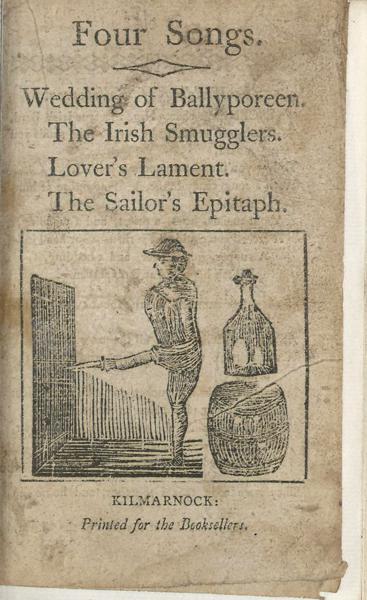 Four Songs.
Wedding of Ballyporeen.
The Irish Smugglers.
Lover's Lament.
The Sailor's Epitaph.
KILMARNOCK:
Printed for the Booksellers.